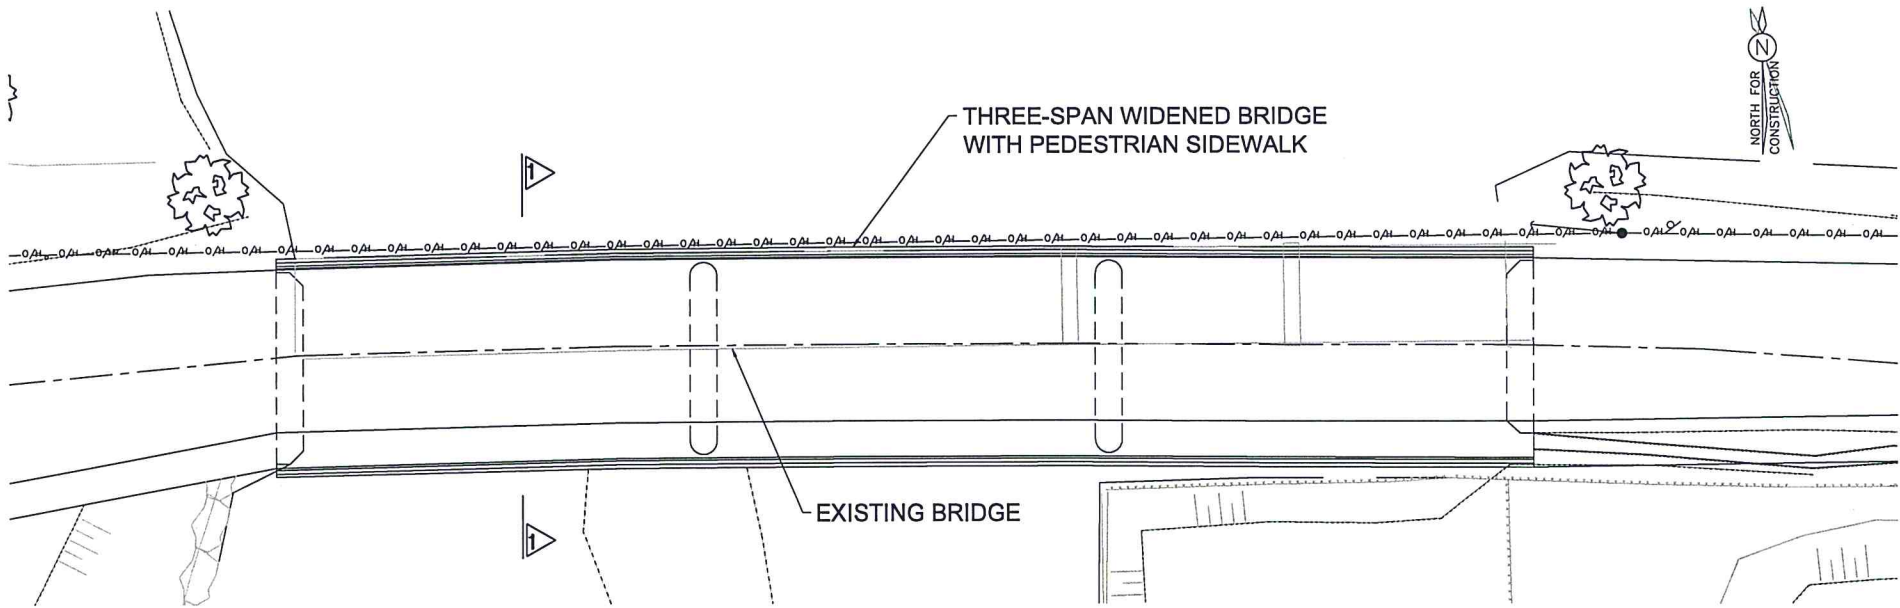 N
NORTH FOR
CONSTRUCTION
THREE-SPAN WIDENED BRIDGE
WITH PEDESTRIAN SIDEWALK
1
O/H O/H O/H O/H O/H O/H O/H O/H O/H O/H O/H O/H O/H O/H O/H O/H O/H O/H O/H O/H O/H O/H O/H O/H O/H O/H O/H O/H O/H O/H O/H O/H O/H O/H O/H O/H O/H O/H O/H O/H O/H O/H O/H O/H O/H O/H O/H O/H O/H O/H O/H
EXISTING BRIDGE
1